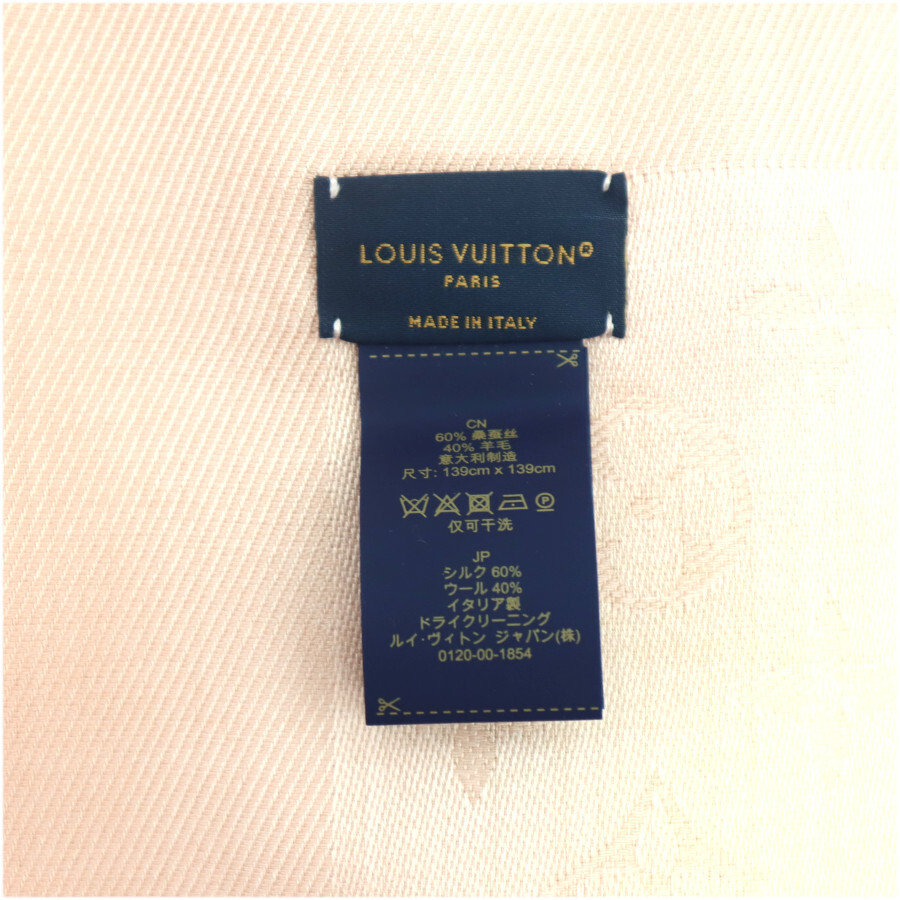 LOUIS VUITTON®
PARIS
MADE IN ITALY
CN
60% 桑蚕丝
40% 羊毛
意大利制造
尺寸: 139cm x 139cm
P
仅可干洗
JP
シルク 60%
ウール 40%
イタリア製
ドライクリーニング
ルイ・ヴィトン ジャパン(株)
0120-00-1854